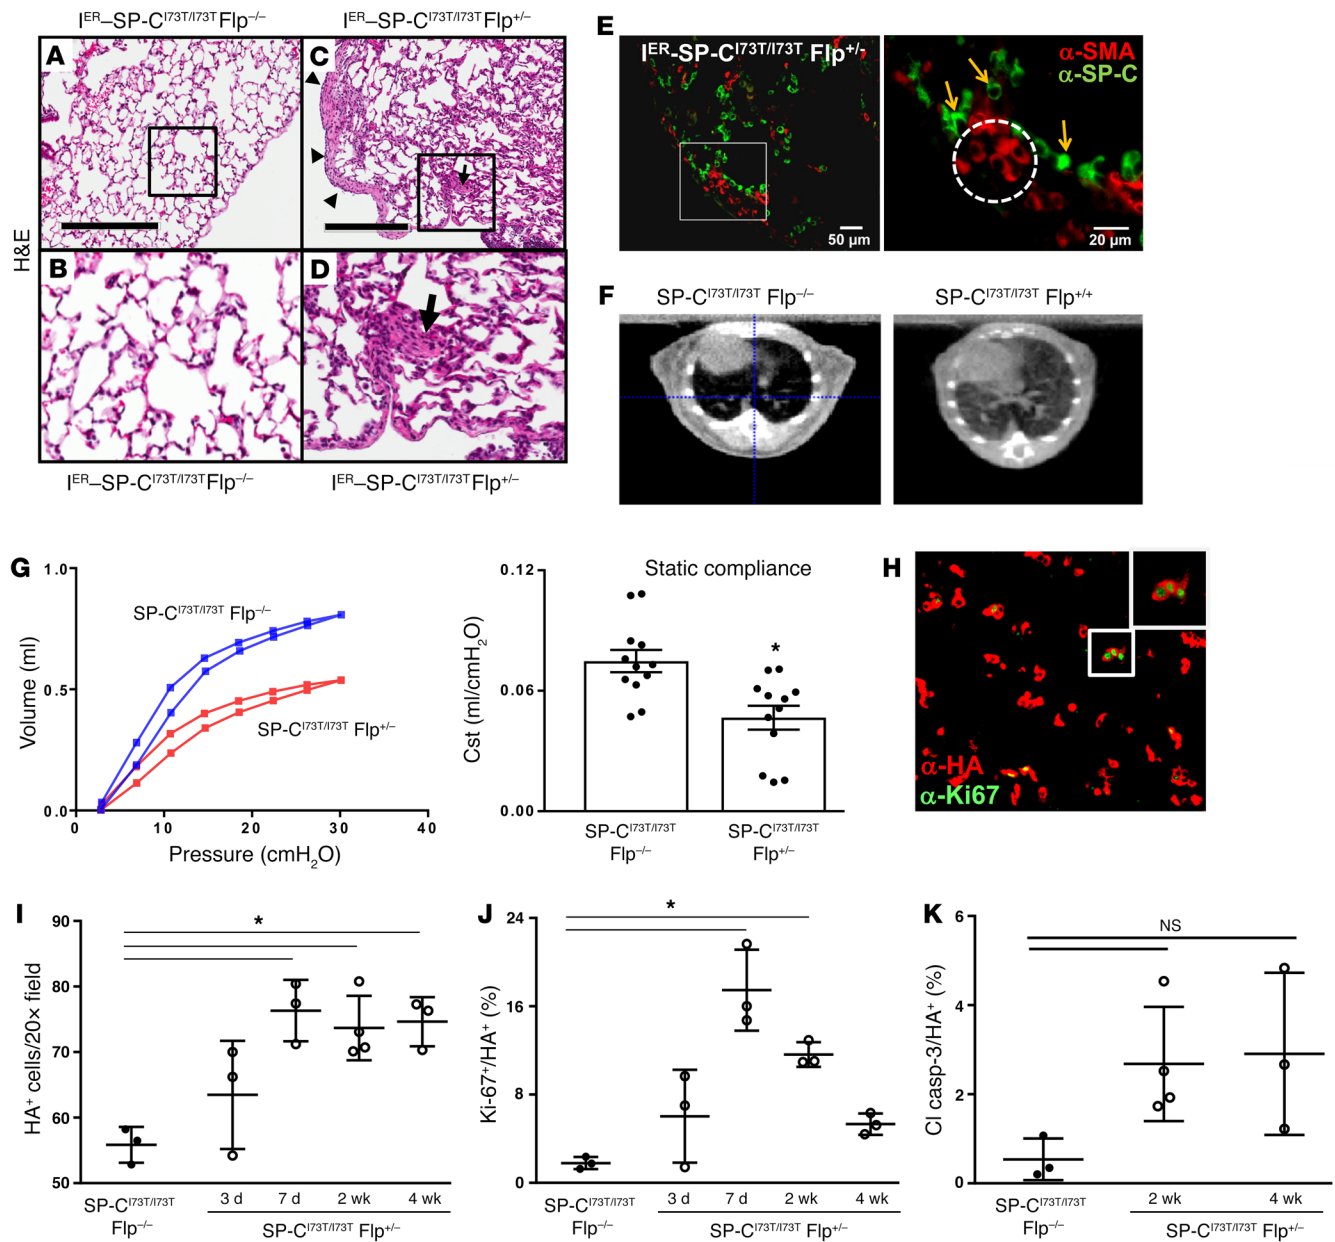 I^ER–SP-C^I73T/I73T Flp^–/–
I^ER–SP-C^I73T/I73T Flp^+/–
H&E
A
C
B
D
I^ER–SP-C^I73T/I73T Flp^–/–
I^ER–SP-C^I73T/I73T Flp^+/–
E
I^ER-SP-C^I73T/I73T Flp^+/-
50 µm
α-SMA
α-SP-C
20 µm
F
SP-C^I73T/I73T Flp^–/–
SP-C^I73T/I73T Flp^+/+
G
1.0
0.5
0.0
Volume (ml)
SP-C^I73T/I73T Flp^–/–
SP-C^I73T/I73T Flp^+/–
0 10 20 30 40
Pressure (cmH2O)
Static compliance
0.12
0.06
0.00
Cst (ml/cmH2O)
*
SP-C^I73T/I73T
Flp^–/–
SP-C^I73T/I73T
Flp^+/–
H
α-HA
α-Ki67
I
90
80
70
60
50
HA+ cells/20× field
*
SP-C^I73T/I73T
Flp^–/–
3 d 7 d 2 wk 4 wk
SP-C^I73T/I73T Flp^+/–
J
24
16
8
0
Ki-67+/HA+ (%)
*
SP-C^I73T/I73T
Flp^–/–
3 d 7 d 2 wk 4 wk
SP-C^I73T/I73T Flp^+/–
K
6
4
2
0
Cl casp-3/HA+ (%)
NS
SP-C^I73T/I73T
Flp^–/–
2 wk 4 wk
SP-C^I73T/I73T Flp^+/–